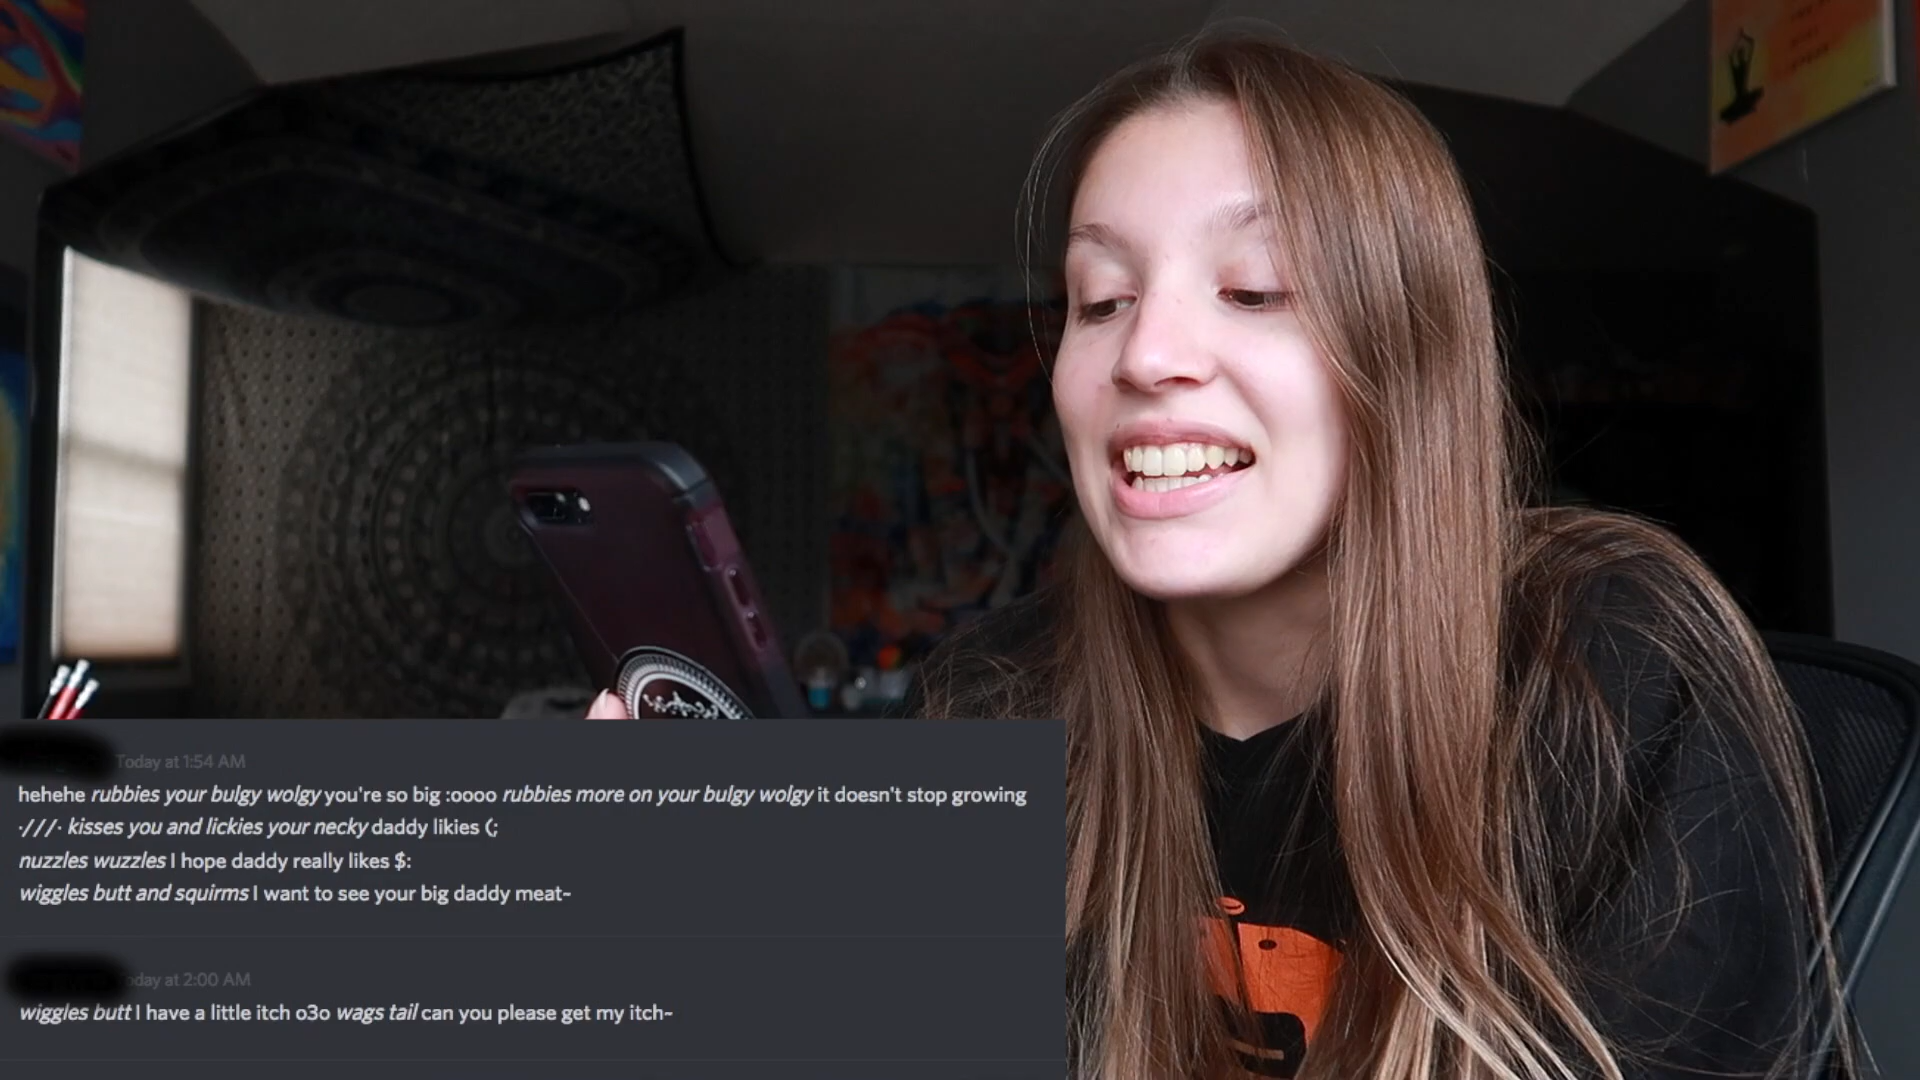 Today at 1:54 AM
hehehe rubbies your bulgy wolgy you're so big :oooo rubbies more on your bulgy wolgy it doesn't stop growing
·///· kisses you and lickies your necky daddy likies (;
nuzzles wuzzles I hope daddy really likes $:
wiggles butt and squirms I want to see your big daddy meat~
oday at 2:00 AM
wiggles butt I have a little itch o3o wags tail can you please get my itch~